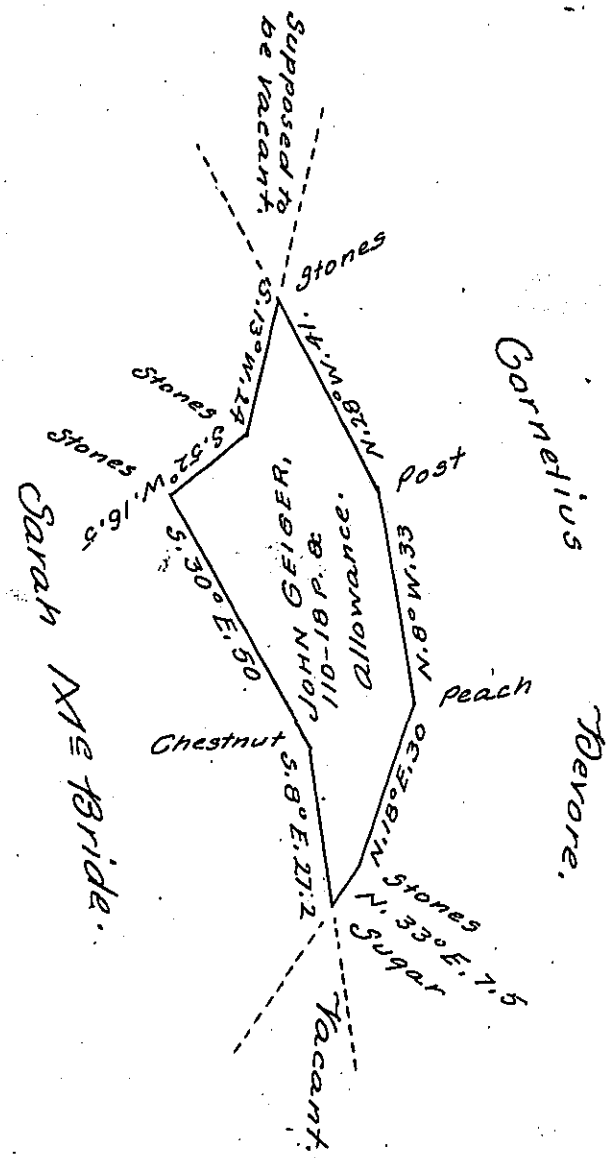 Supposed to
be vacant.
Stones
N. 28° W. 41.
Post
N. 8° W. 33
Peach
N. 18° E. 30
Stones
N. 33° E. 7.5
Sugar
Cornelius
Devore.
S. 13° W. 24
Stones
S. 52° W. 16.5
Stones
S. 30° E. 50
Chestnut
S. 8° E. 27.2
JOHN GEIGER,
110-18 P. &
Allowance.
Sarah McBride.
Vacant.